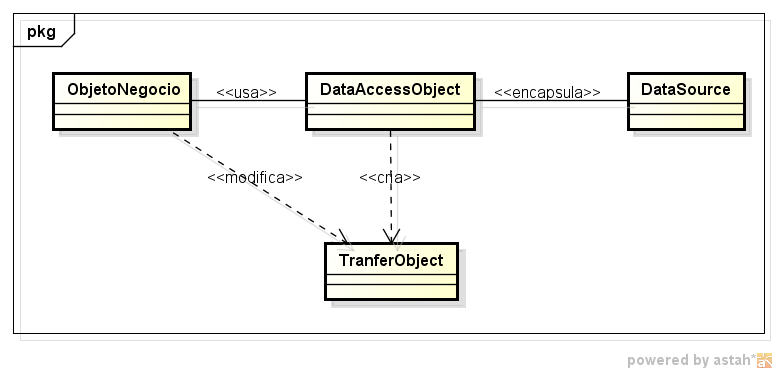 pkg
ObjetoNegocio
<<usa>>
DataAccessObject
<<encapsula>>
DataSource
<<modifica>>
<<cria>>
TranferObject
powered by astah*